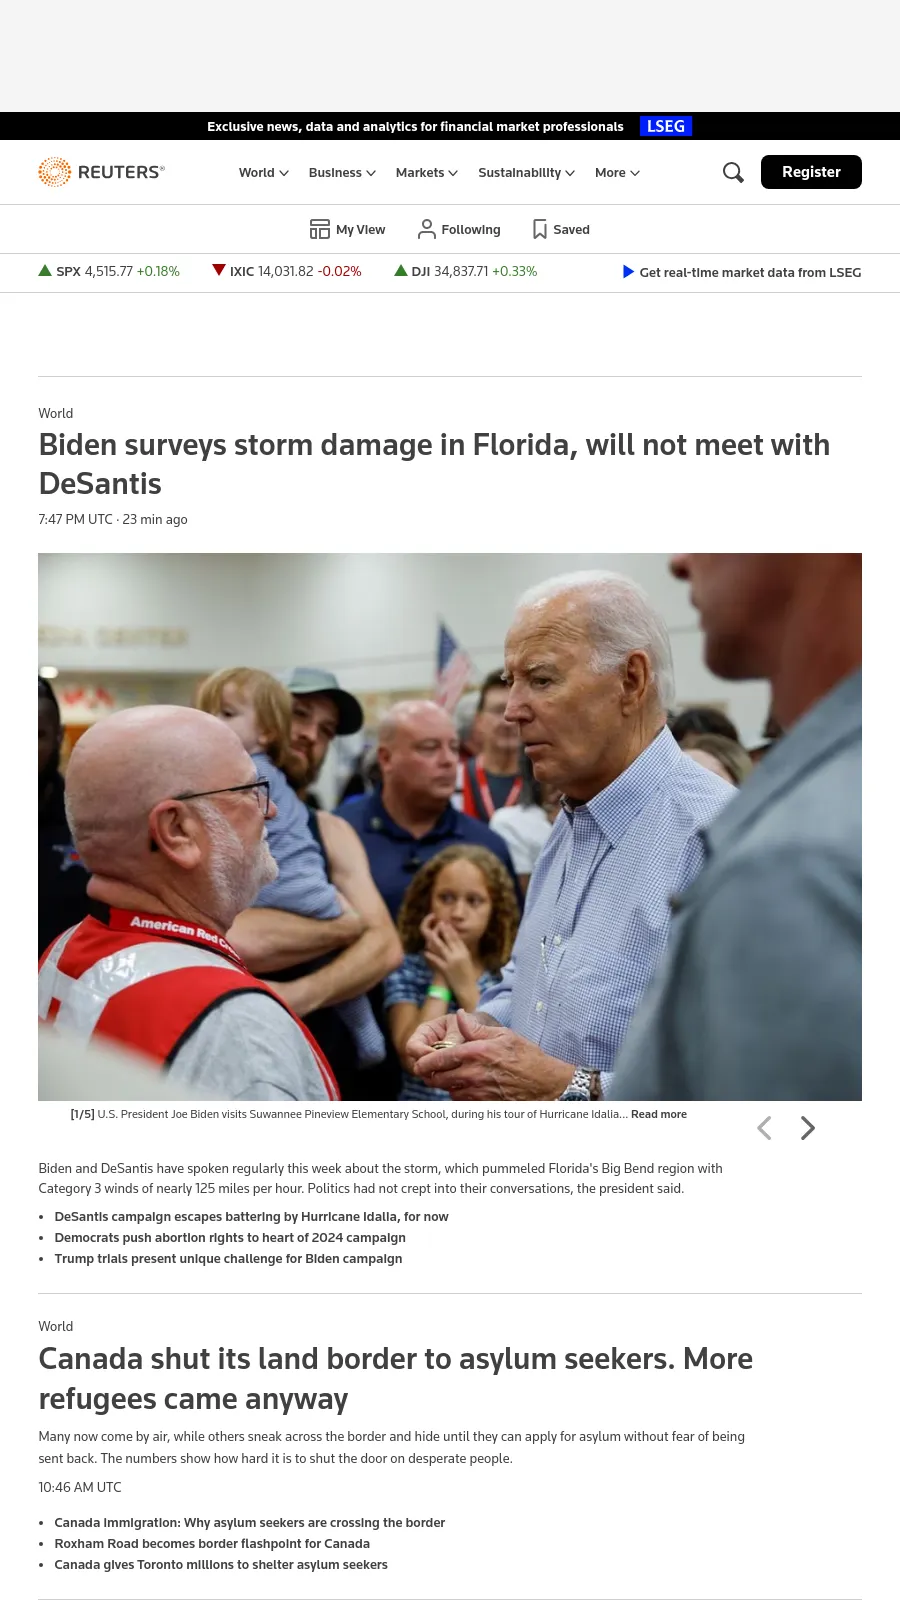 Exclusive news, data and analytics for financial market professionals LSEG
REUTERS®
World Business Markets Sustainability More Register
My View Following Saved
SPX 4,515.77 +0.18% IXIC 14,031.82 -0.02% DJI 34,837.71 +0.33% Get real-time market data from LSEG
World
Biden surveys storm damage in Florida, will not meet with
DeSantis
7:47 PM UTC · 23 min ago
American Red
[1/5] U.S. President Joe Biden visits Suwannee Pineview Elementary School, during his tour of Hurricane Idalia... Read more
Biden and DeSantis have spoken regularly this week about the storm, which pummeled Florida's Big Bend region with
Category 3 winds of nearly 125 miles per hour. Politics had not crept into their conversations, the president said.
• DeSantis campaign escapes battering by Hurricane Idalia, for now
• Democrats push abortion rights to heart of 2024 campaign
• Trump trials present unique challenge for Biden campaign
World
Canada shut its land border to asylum seekers. More
refugees came anyway
Many now come by air, while others sneak across the border and hide until they can apply for asylum without fear of being
sent back. The numbers show how hard it is to shut the door on desperate people.
10:46 AM UTC
• Canada immigration: Why asylum seekers are crossing the border
• Roxham Road becomes border flashpoint for Canada
• Canada gives Toronto millions to shelter asylum seekers